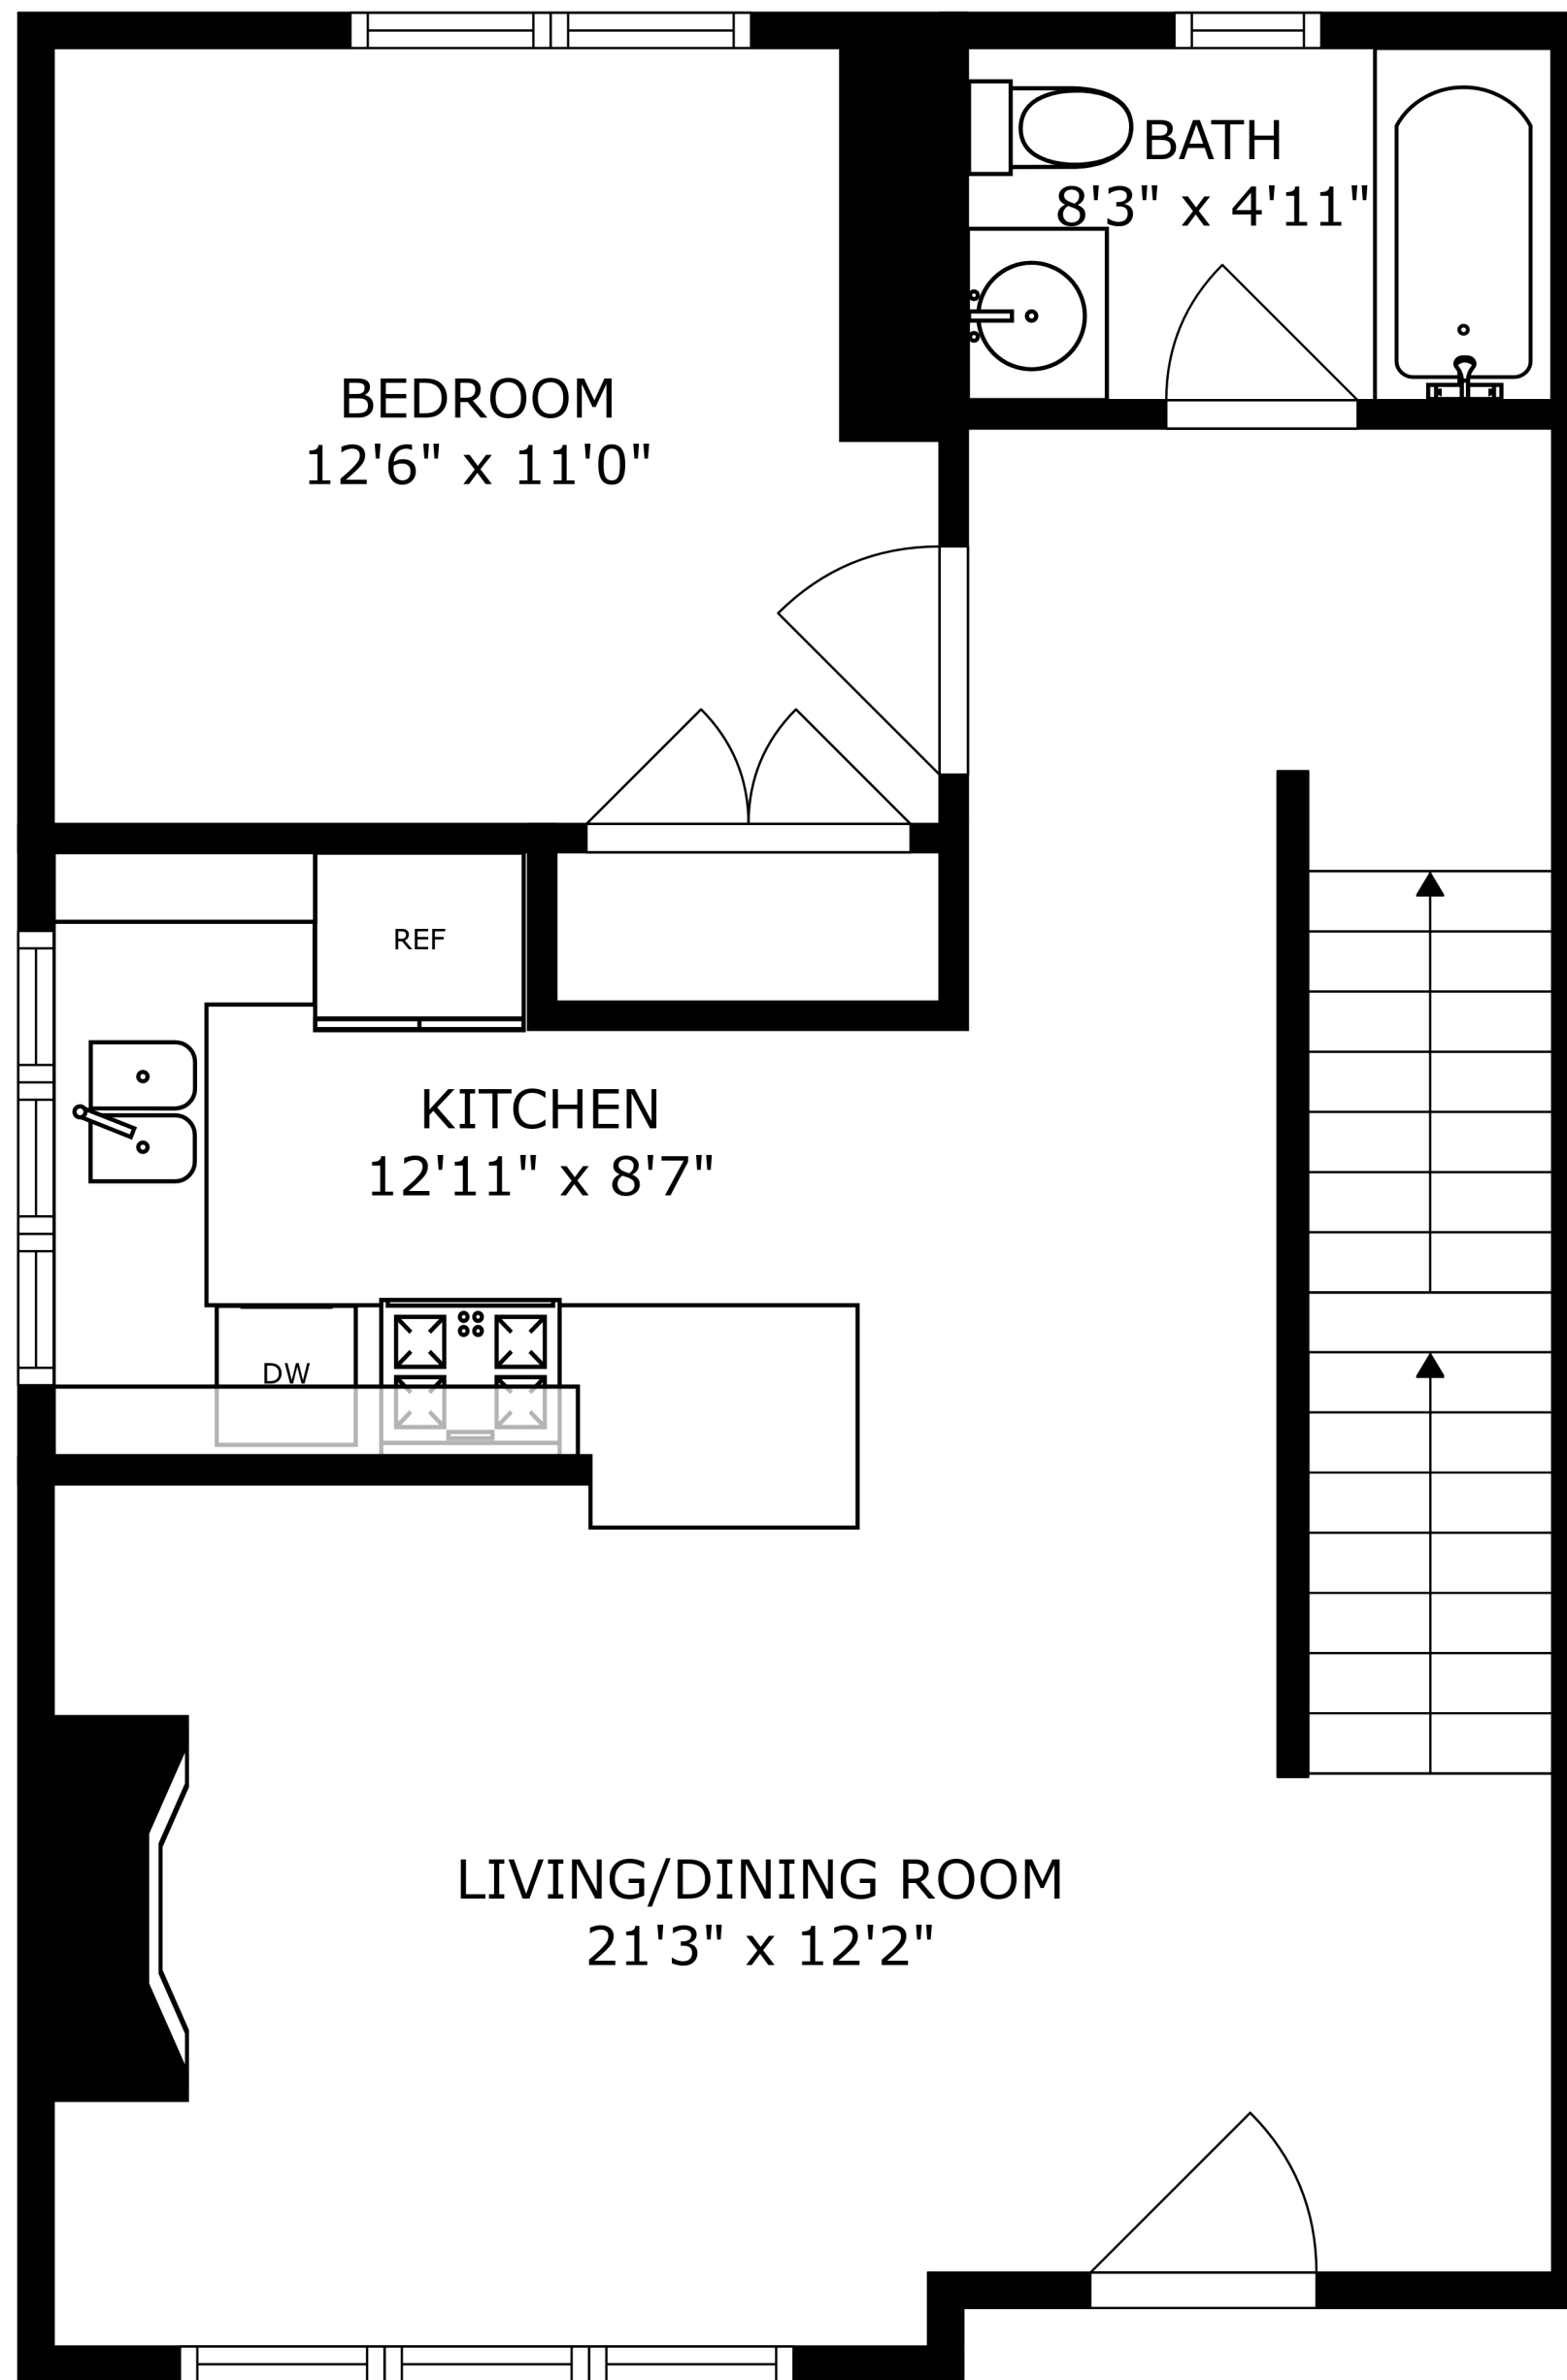 BATH
8'3" x 4'11"
BEDROOM
12'6" x 11'0"
REF
KITCHEN
12'11" x 8'7"
DW
LIVING/DINING ROOM
21'3" x 12'2"